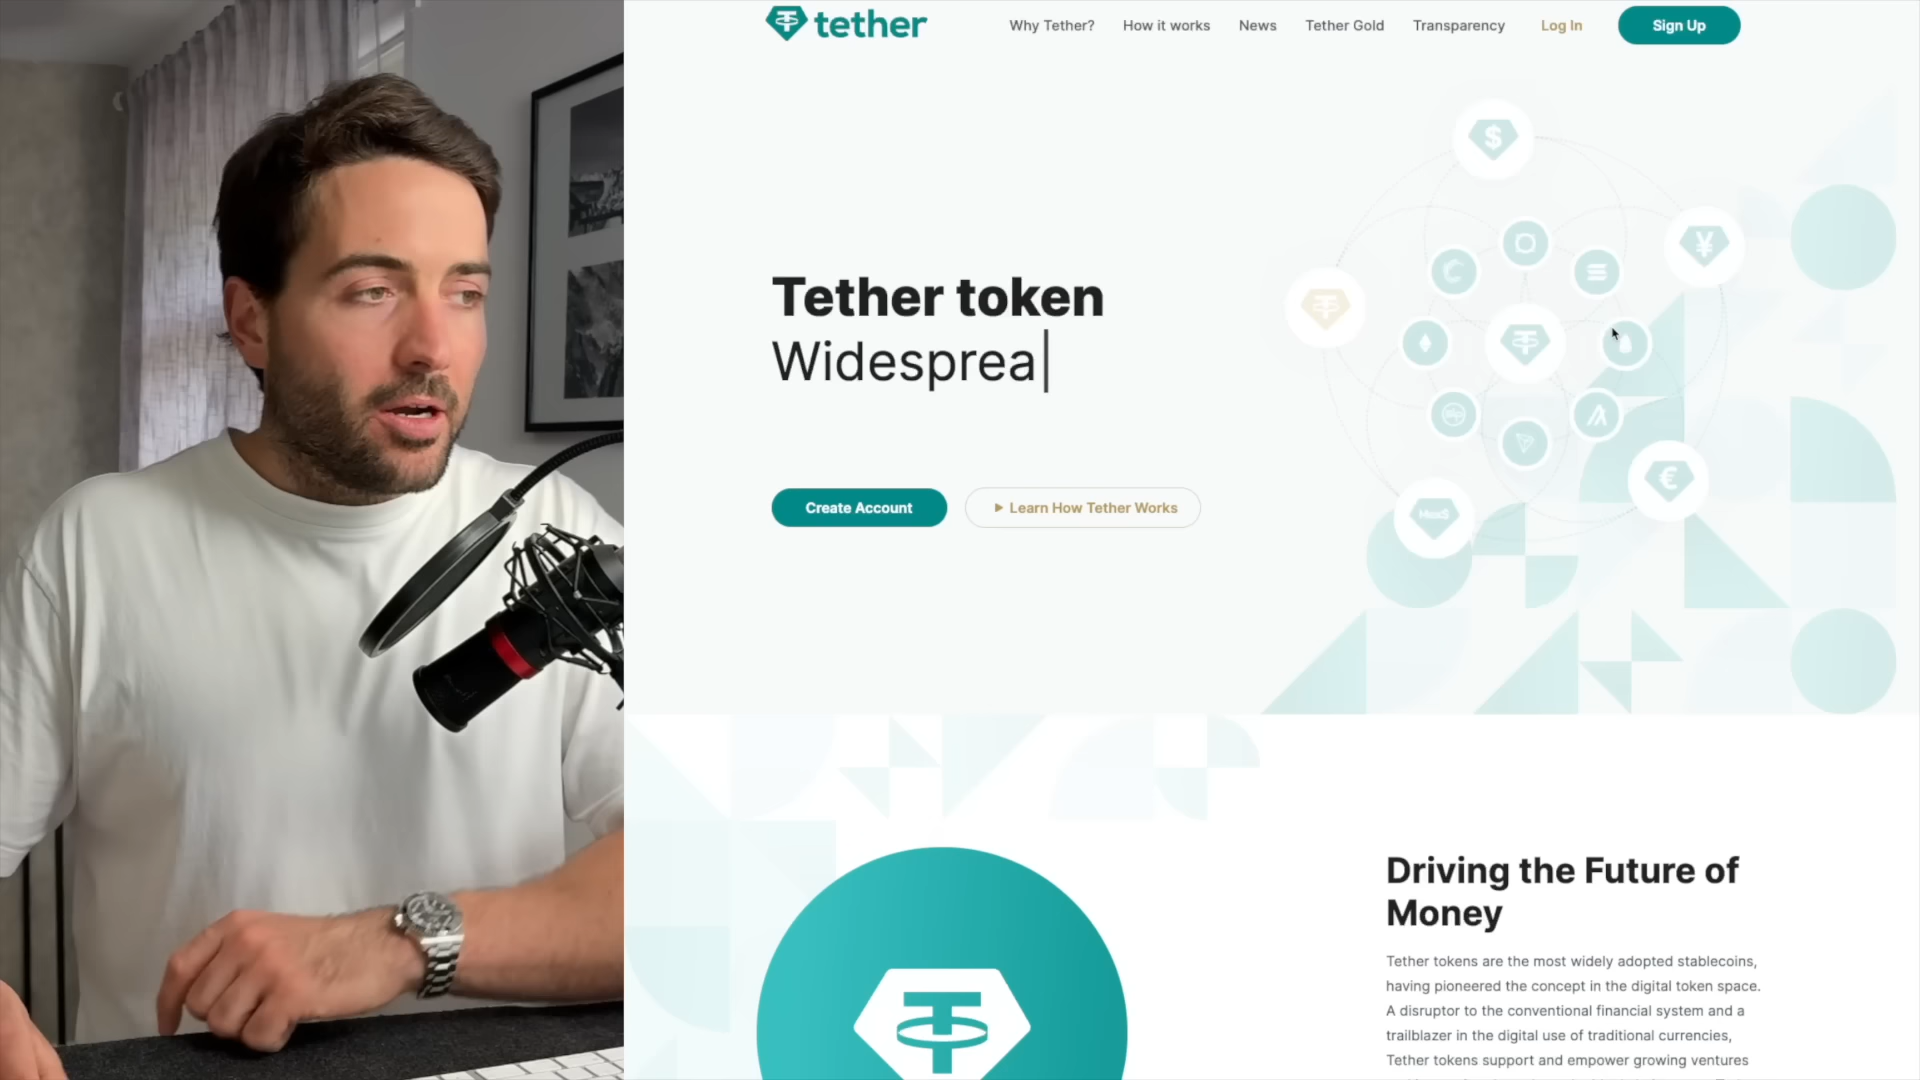 tether
Why Tether?
How it works
News
Tether Gold
Transparency
Log In
Sign Up
Tether token
Widesprea
Create Account
Learn How Tether Works
Driving the Future of
Money
Tether tokens are the most widely adopted stablecoins,
having pioneered the concept in the digital token space.
A disruptor to the conventional financial system and a
trailblazer in the digital use of traditional currencies,
Tether tokens support and empower growing ventures